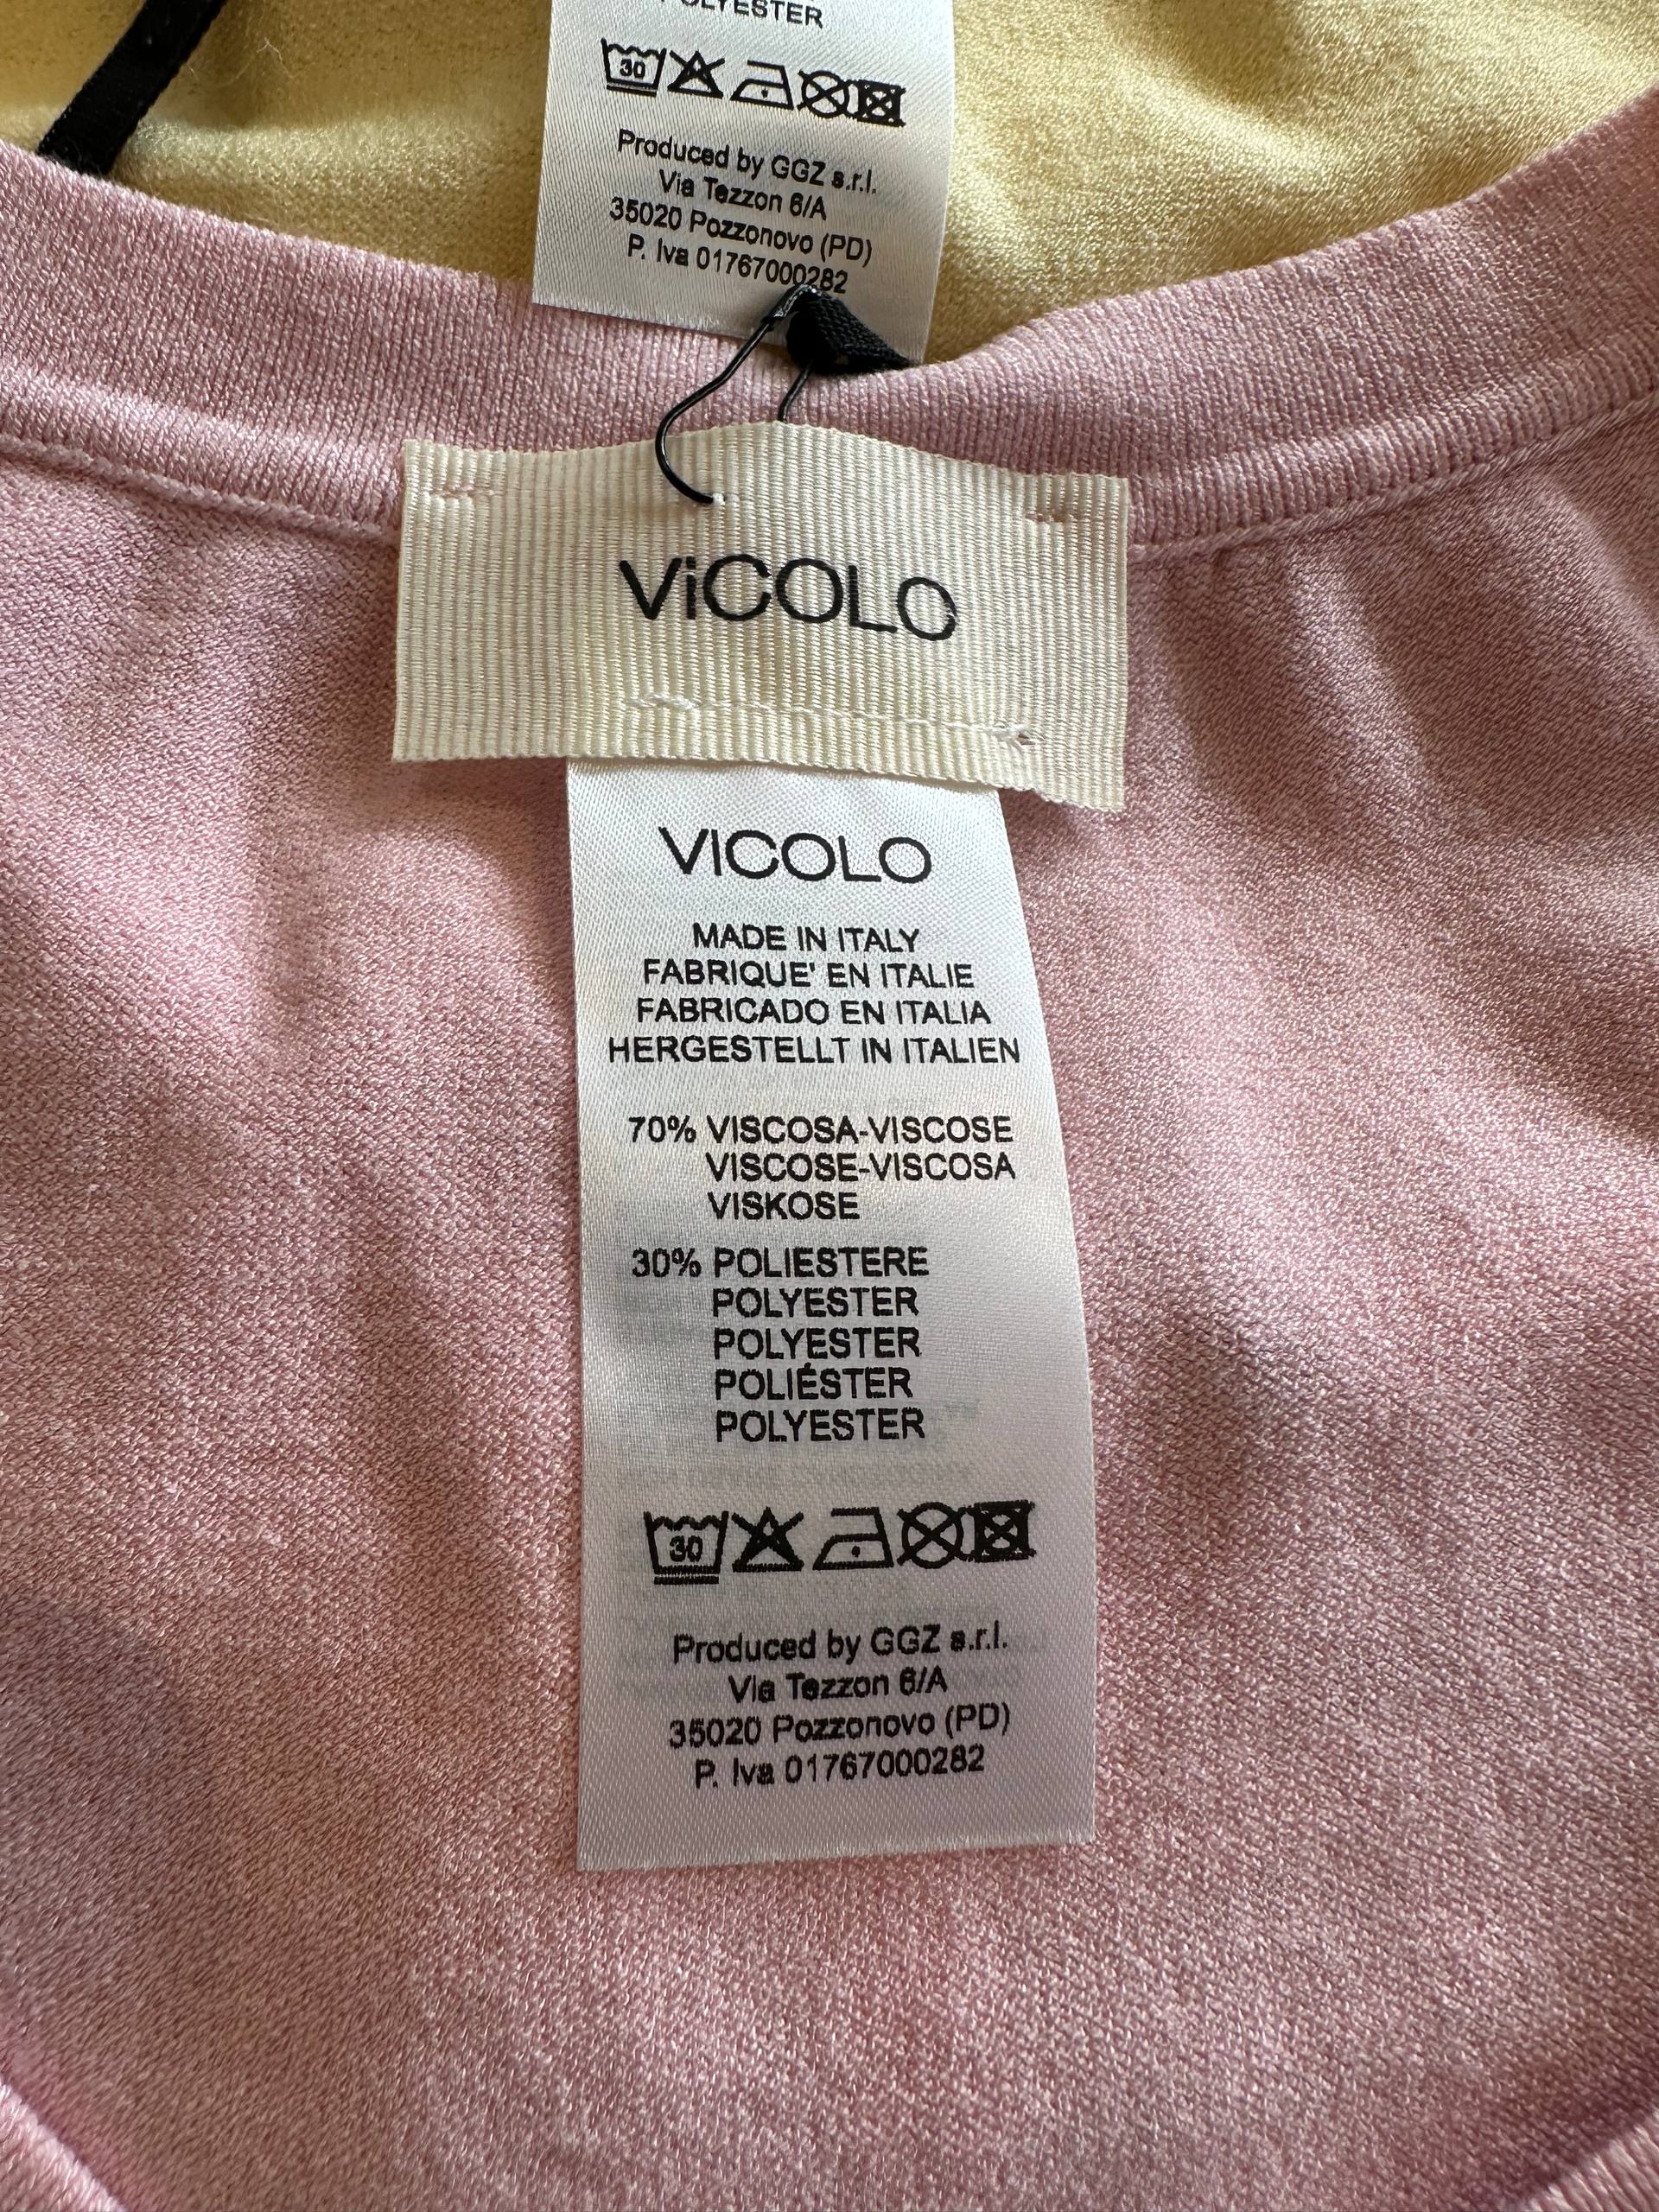 POLYESTER
30
Produced by GGZ s.r.l.
Via Tezzon 6/A
35020 Pozzonovo (PD)
P. Iva 01767000282
ViCOLO
VICOLO
MADE IN ITALY
FABRIQUE' EN ITALIE
FABRICADO EN ITALIA
HERGESTELLT IN ITALIEN
70% VISCOSA-VISCOSE
VISCOSE-VISCOSA
VISKOSE
30% POLIESTERE
POLYESTER
POLYESTER
POLIÉSTER
POLYESTER
30
Produced by GGZ s.r.l.
Via Tezzon 6/A
35020 Pozzonovo (PD)
P. Iva 01767000282